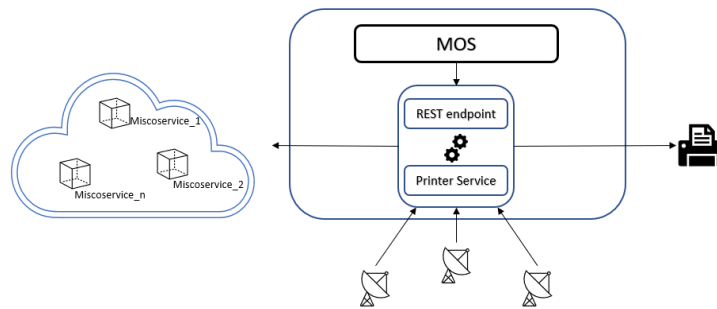 MOS
REST endpoint
Printer Service
Miscoservice_1
Miscoservice_2
Miscoservice_n